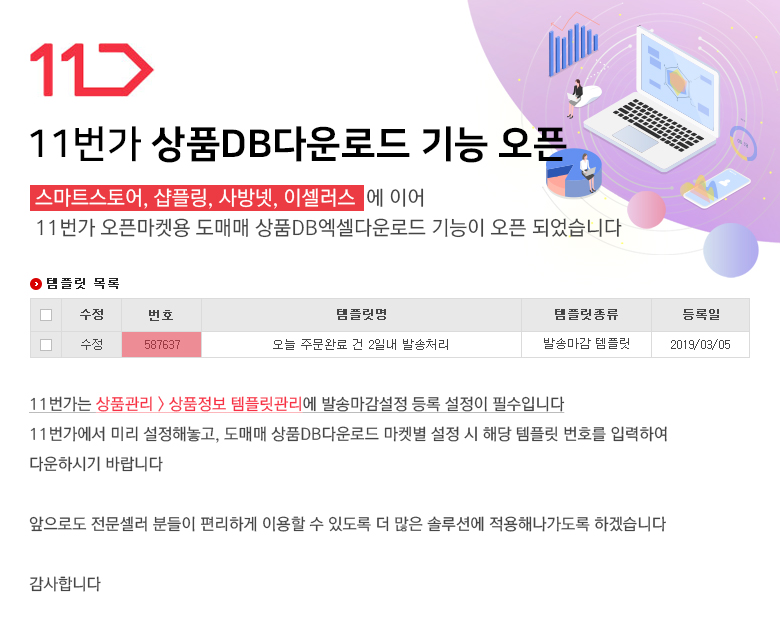 11
11번가 상품DB다운로드 기능 오픈
스마트스토어, 샵플링, 사방넷, 이셀러스 에 이어
11번가 오픈마켓용 도매매 상품DB엑셀다운로드 기능이 오픈 되었습니다
템플릿 목록
수정 번호 템플릿명 템플릿종류 등록일
수정 587637 오늘 주문완료 건 2일내 발송처리 발송마감 템플릿 2019/03/05
11번가는 상품관리 > 상품정보 템플릿관리에 발송마감설정 등록 설정이 필수입니다
11번가에서 미리 설정해놓고, 도매매 상품DB다운로드 마켓별 설정 시 해당 템플릿 번호를 입력하여
다운하시기 바랍니다
앞으로도 전문셀러 분들이 편리하게 이용할 수 있도록 더 많은 솔루션에 적용해나가도록 하겠습니다
감사합니다